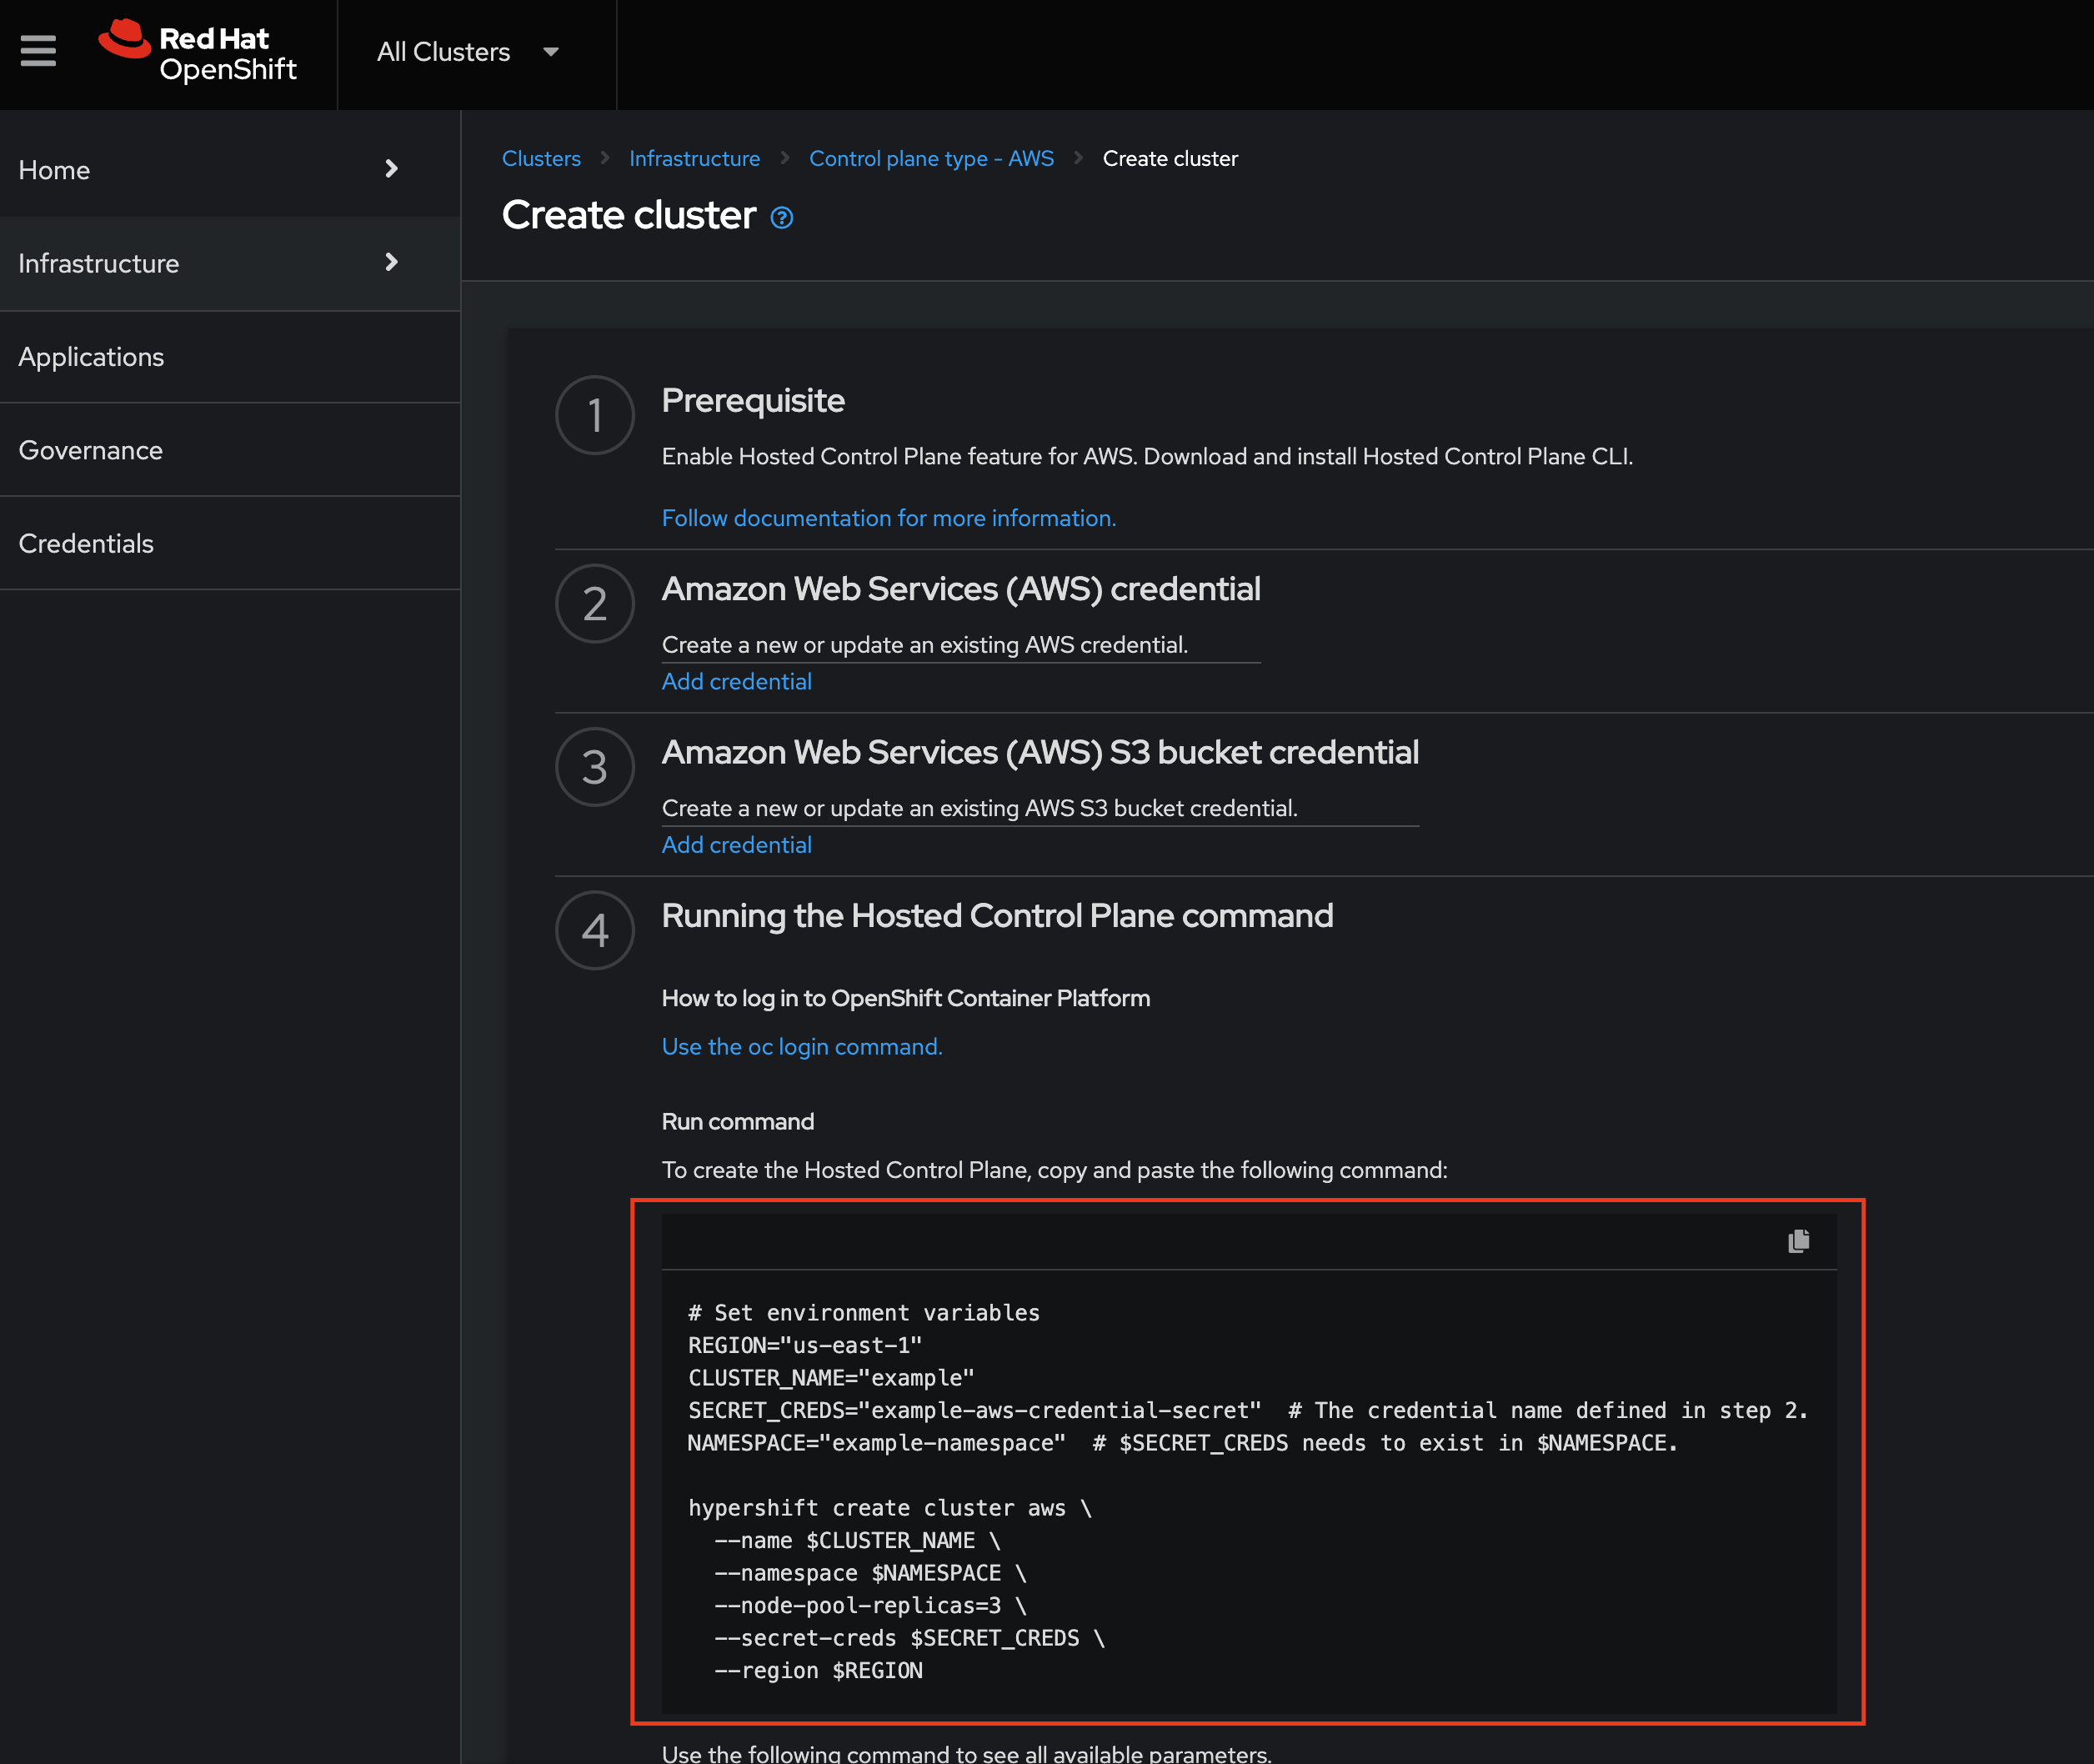 Red Hat
OpenShift
All Clusters
Home
Infrastructure
Applications
Governance
Credentials
Clusters
Infrastructure
Control plane type - AWS
Create cluster
Create cluster
1
Prerequisite
Enable Hosted Control Plane feature for AWS. Download and install Hosted Control Plane CLI.
Follow documentation for more information.
2
Amazon Web Services (AWS) credential
Create a new or update an existing AWS credential.
Add credential
3
Amazon Web Services (AWS) S3 bucket credential
Create a new or update an existing AWS S3 bucket credential.
Add credential
4
Running the Hosted Control Plane command
How to log in to OpenShift Container Platform
Use the oc login command.
Run command
To create the Hosted Control Plane, copy and paste the following command:
# Set environment variables
REGION="us-east-1"
CLUSTER_NAME="example"
SECRET_CREDS="example-aws-credential-secret"  # The credential name defined in step 2.
NAMESPACE="example-namespace"  # $SECRET_CREDS needs to exist in $NAMESPACE.
hypershift create cluster aws \
--name $CLUSTER_NAME \
--namespace $NAMESPACE \
--node-pool-replicas=3 \
--secret-creds $SECRET_CREDS \
--region $REGION
Use the following command to see all available parameters.